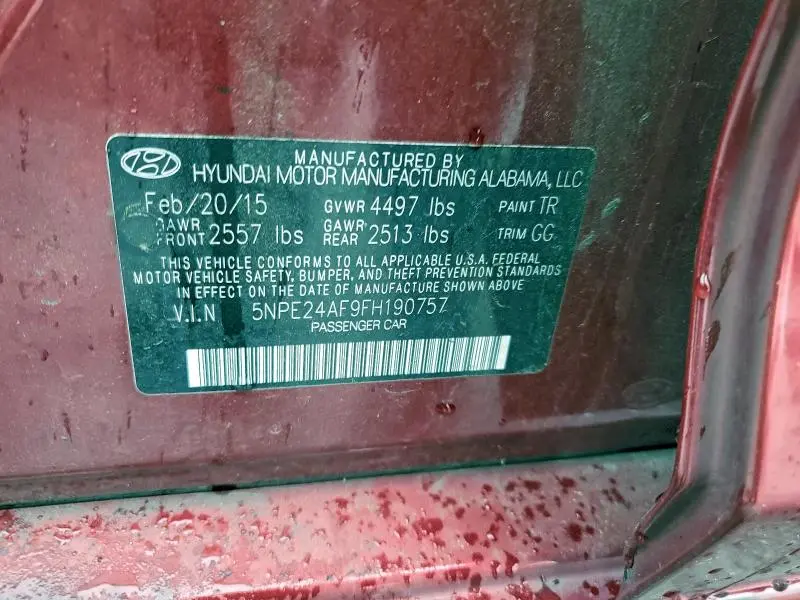 MANUFACTURED BY
HYUNDAI MOTOR MANUFACTURING ALABAMA, LLC
Feb/20/15 GVWR 4497 lbs PAINT TR
GAWR FRONT 2557 lbs GAWR REAR 2513 lbs TRIM GG
THIS VEHICLE CONFORMS TO ALL APPLICABLE U.S.A. FEDERAL
MOTOR VEHICLE SAFETY, BUMPER, AND THEFT PREVENTION STANDARDS
IN EFFECT ON THE DATE OF MANUFACTURE SHOWN ABOVE
V.I.N 5NPE24AF9FH190757
PASSENGER CAR